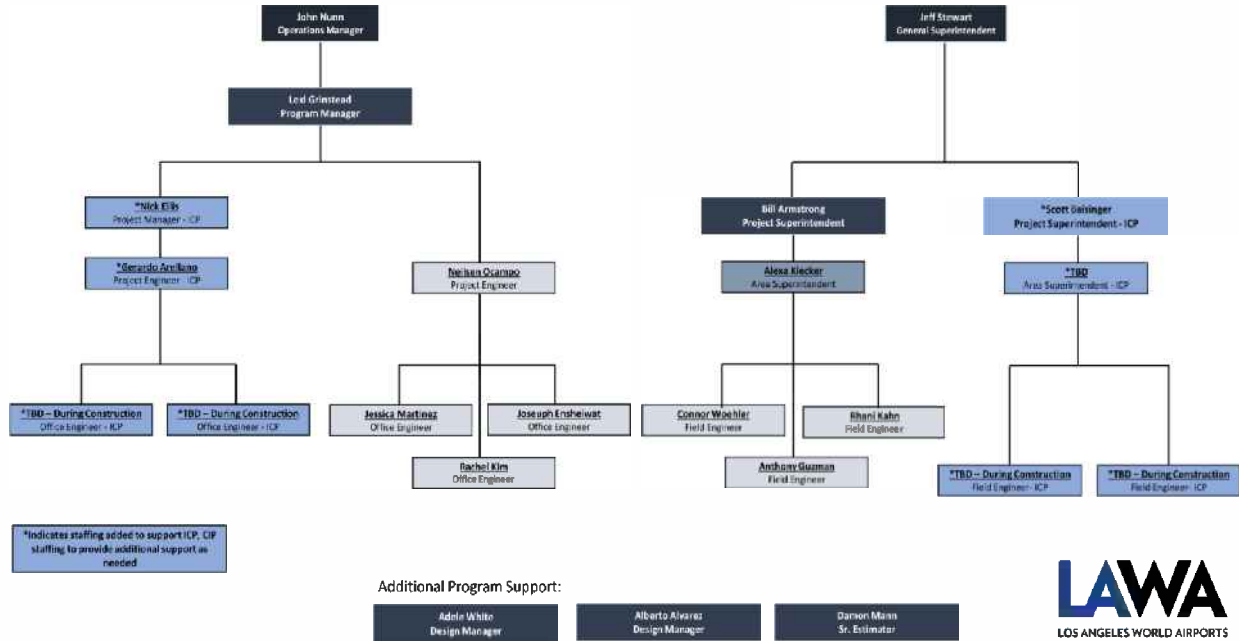 John Nunn
Operations Manager
Jeff Stewart
General Superintendent
Lexi Grinstead
Program Manager
*Nick Ellis
Project Manager - ICP
Bill Armstrong
Project Superintendent
*Scott Baisinger
Project Superintendent - ICP
*Gerardo Arellano
Project Engineer - ICP
Neilsen Ocampo
Project Engineer
Alexa Klecker
Area Superintendent
*TBD
Area Superintendent - ICP
*TBD – During Construction
Office Engineer - ICP
*TBD – During Construction
Office Engineer - ICP
Jessica Martinez
Office Engineer
Joseuph Ensheiwat
Office Engineer
Connor Woehler
Field Engineer
Rhani Kahn
Field Engineer
Rachel Kim
Office Engineer
Anthony Guzman
Field Engineer
*TBD – During Construction
Field Engineer - ICP
*TBD – During Construction
Field Engineer - ICP
*Indicates staffing added to support ICP, CIP
staffing to provide additional support as
needed
Additional Program Support:
Adele White
Design Manager
Alberto Alvarez
Design Manager
Damon Mann
Sr. Estimator
LAWA
LOS ANGELES WORLD AIRPORTS